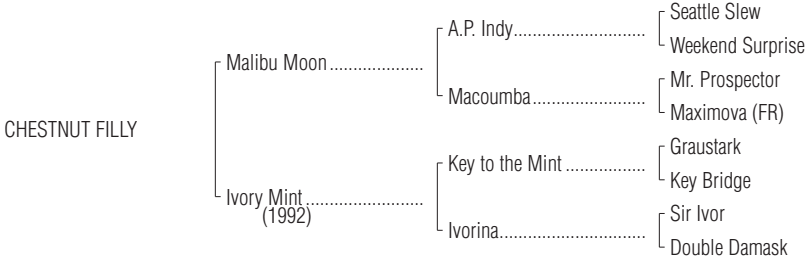 Seattle Slew
A.P. Indy..............................
Weekend Surprise
Malibu Moon .....................
Mr. Prospector
Macoumba..........................
Maximova (FR)
CHESTNUT FILLY
Graustark
Key to the Mint ..................
Key Bridge
Ivory Mint ..........................
(1992)
Sir Ivor
Ivorina.................................
Double Damask